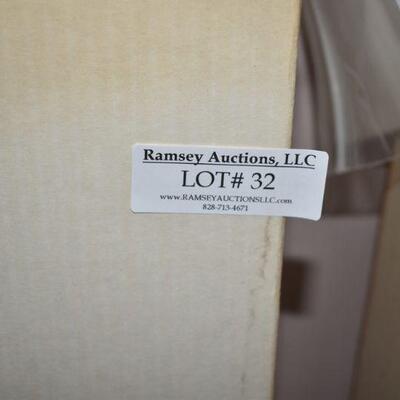 Ramsey Auctions, LLC
LOT# 32
www.RAMSEYAUCTIONSLLC.com
828-713-4671